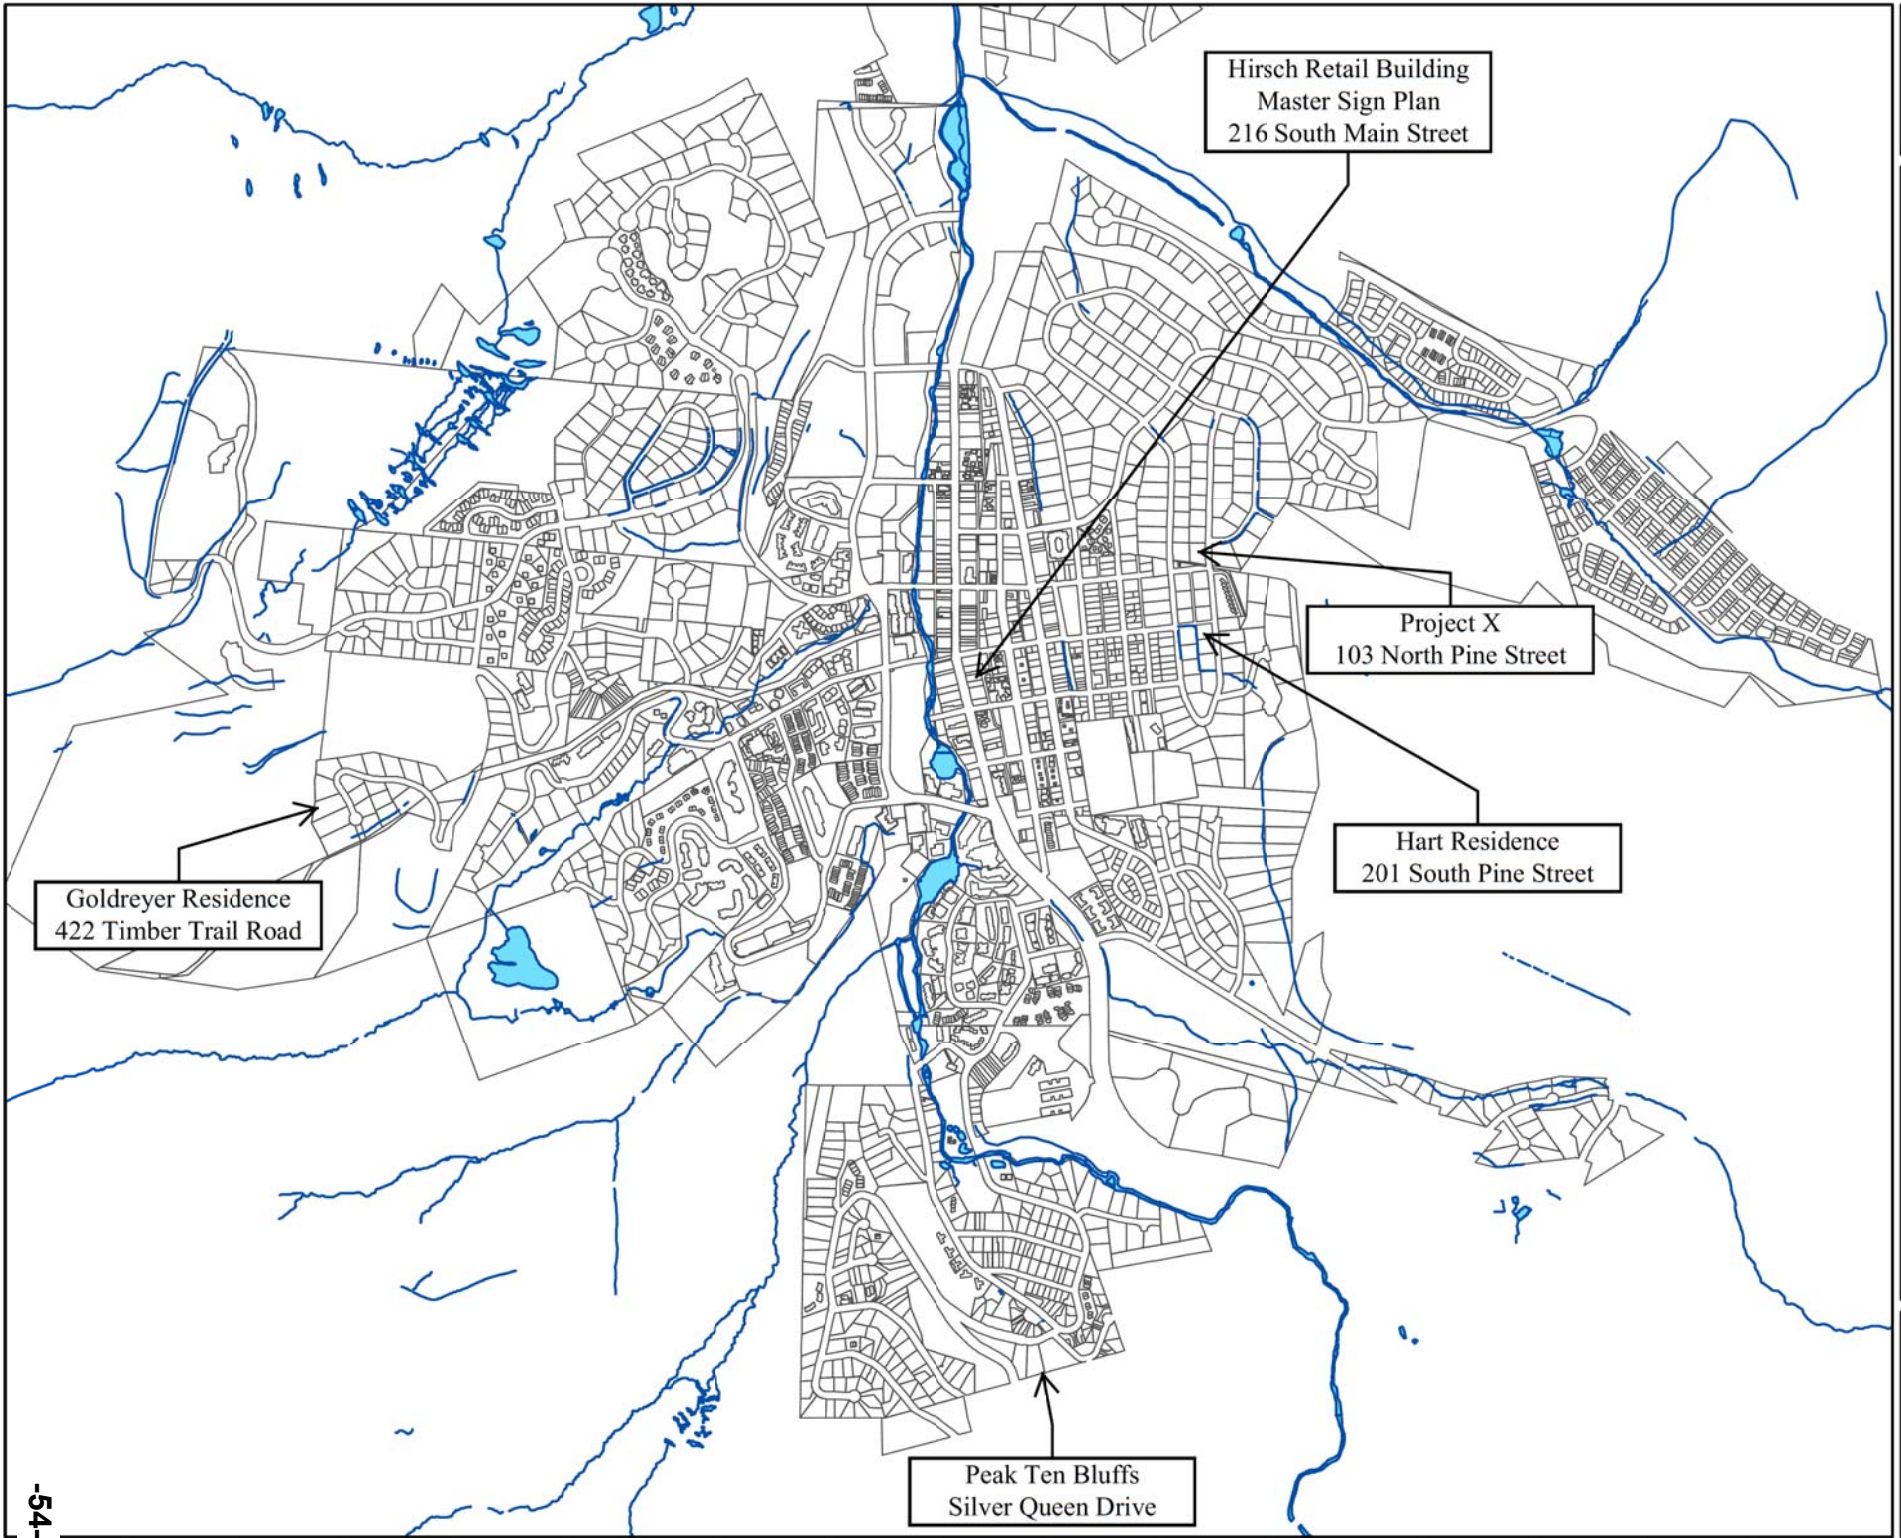 Hirsch Retail Building
Master Sign Plan
216 South Main Street
Project X
103 North Pine Street
Hart Residence
201 South Pine Street
Goldreyer Residence
422 Timber Trail Road
Peak Ten Bluffs
Silver Queen Drive
-54-